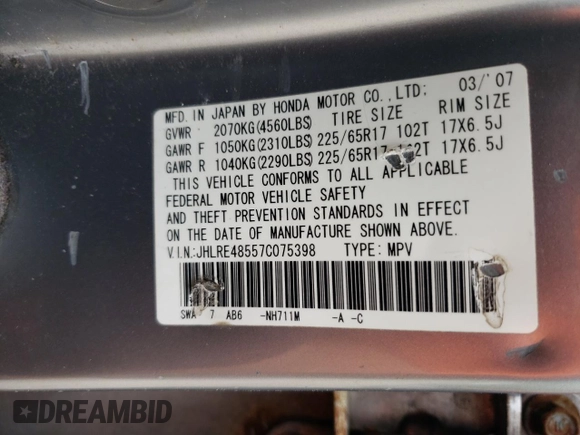 MFD. IN JAPAN BY HONDA MOTOR CO.,LTD: 03/'07
GVWR 2070KG(4560LBS) TIRE SIZE RIM SIZE
GAWR F 1050KG(2310LBS) 225/65R17 102T 17X6.5J
GAWR R 1040KG(2290LBS) 225/65R17 102T 17X6.5J
THIS VEHICLE CONFORMS TO ALL APPLICABLE
FEDERAL MOTOR VEHICLE SAFETY
AND THEFT PREVENTION STANDARDS IN EFFECT
ON THE DATE OF MANUFACTURE SHOWN ABOVE.
V.I.N:JHLRE48557C075398 TYPE: MPV
SWA 7 AB6 -NH711M -A -C
DREAMBID